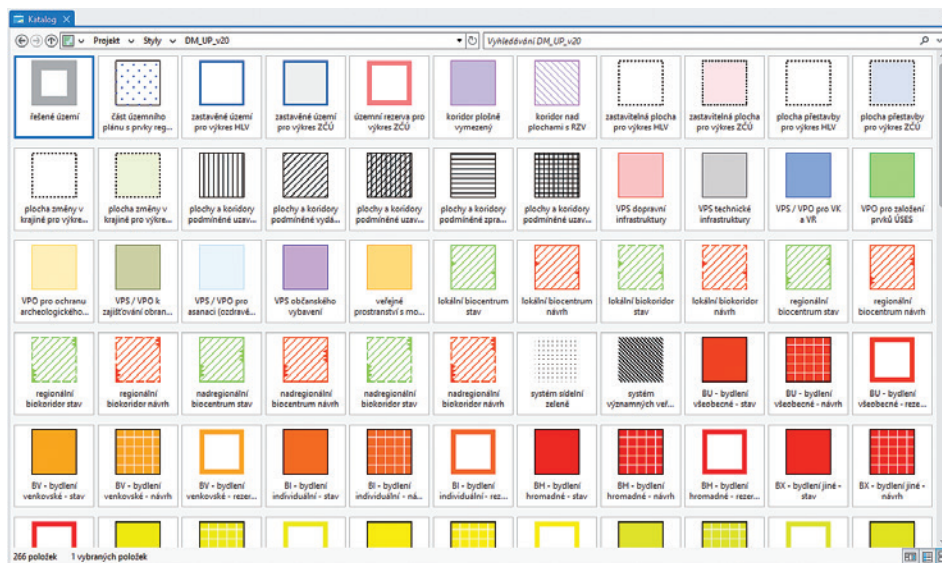 Katalog
Projekt Styly DM_UP_v20 Vyhledávání DM_UP_v20
řešené území
část územního
plánu s prvky reg...
zastavěné území
pro výkres HLV
zastavěné území
pro výkres ZČÚ
územní rezerva pro
výkres ZČÚ
koridor plošně
vymezený
koridor nad
plochami s RZV
zastavitelná plocha
pro výkres HLV
zastavitelná plocha
pro výkres ZČÚ
plocha přestavby
pro výkres HLV
plocha přestavby
pro výkres ZČÚ
plocha změny v
krajině pro výkre...
plocha změny v
krajině pro výkre...
plochy a koridory
podmíněné uzav...
plochy a koridory
podmíněné vydá...
plochy a koridory
podmíněné uzav...
plochy a koridory
podmíněné zpra...
plochy a koridory
podmíněné uzav...
VPS dopravní
infrastruktury
VPS technické
infrastruktury
VPS / VPO pro VK
a VR
VPO pro založení
prvků ÚSES
VPO pro ochranu
archeologického...
VPS / VPO k
zajišťování obran...
VPS / VPO pro
asanaci (ozdravé...
VPS občanského
vybavení
veřejné
prostranství s mo...
lokální biocentrum
stav
lokální biocentrum
návrh
lokální biokoridor
stav
lokální biokoridor
návrh
regionální
biocentrum stav
regionální
biocentrum návrh
regionální
biokoridor stav
regionální
biokoridor návrh
nadregionální
biocentrum stav
nadregionální
biocentrum návrh
nadregionální
biokoridor stav
nadregionální
biokoridor návrh
systém sídelní
zeleně
systém
významných veř...
BU - bydlení
všeobecné - stav
BU - bydlení
všeobecné - návrh
BU - bydlení
všeobecné - reze...
BV - bydlení
venkovské - stav
BV - bydlení
venkovské - návrh
BV - bydlení
venkovské - rezer...
BI - bydlení
individuální - stav
BI - bydlení
individuální - ná...
BI - bydlení
individuální - rez...
BH - bydlení
hromadné - stav
BH - bydlení
hromadné - návrh
BH - bydlení
hromadné - rezer...
BX - bydlení jiné -
stav
BX - bydlení jiné -
návrh
266 položek 1 vybraných položek